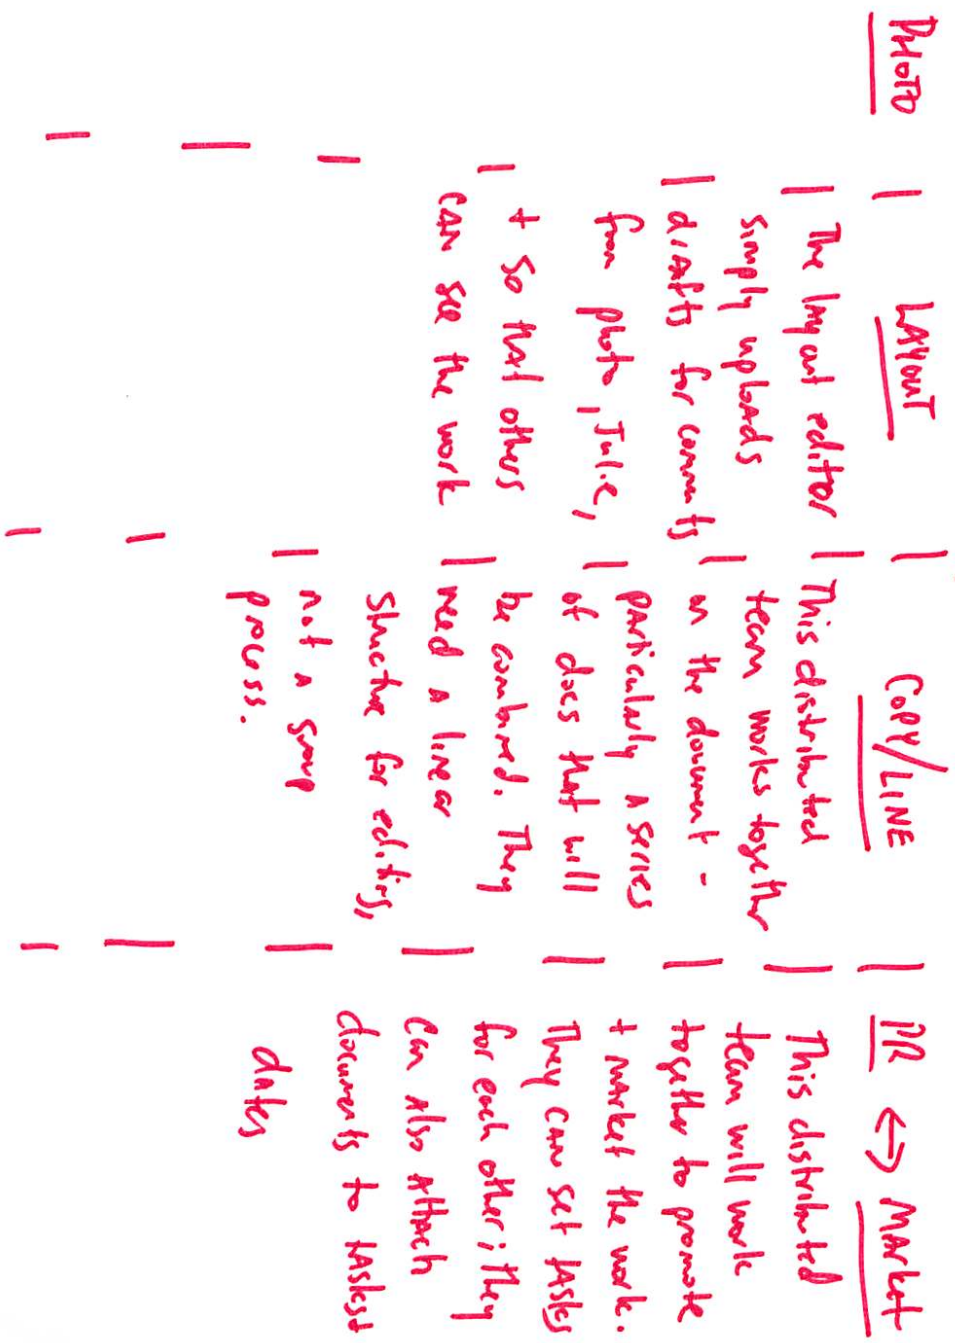 PHOTO
LAYOUT
The layout editor
simply uploads
drafts for comments
from photo, Julie,
+ so that others
can see the work
COPY/LINE
This distributed
team works together
on the document -
particularly a series
of docs that will
be combined. They
need a linear
structure for editing,
not a group
process.
PR ↔ Market
This distributed
team will work
together to promote
+ market the work.
They can set tasks
for each other; they
can also attach
documents to tasks +
dates